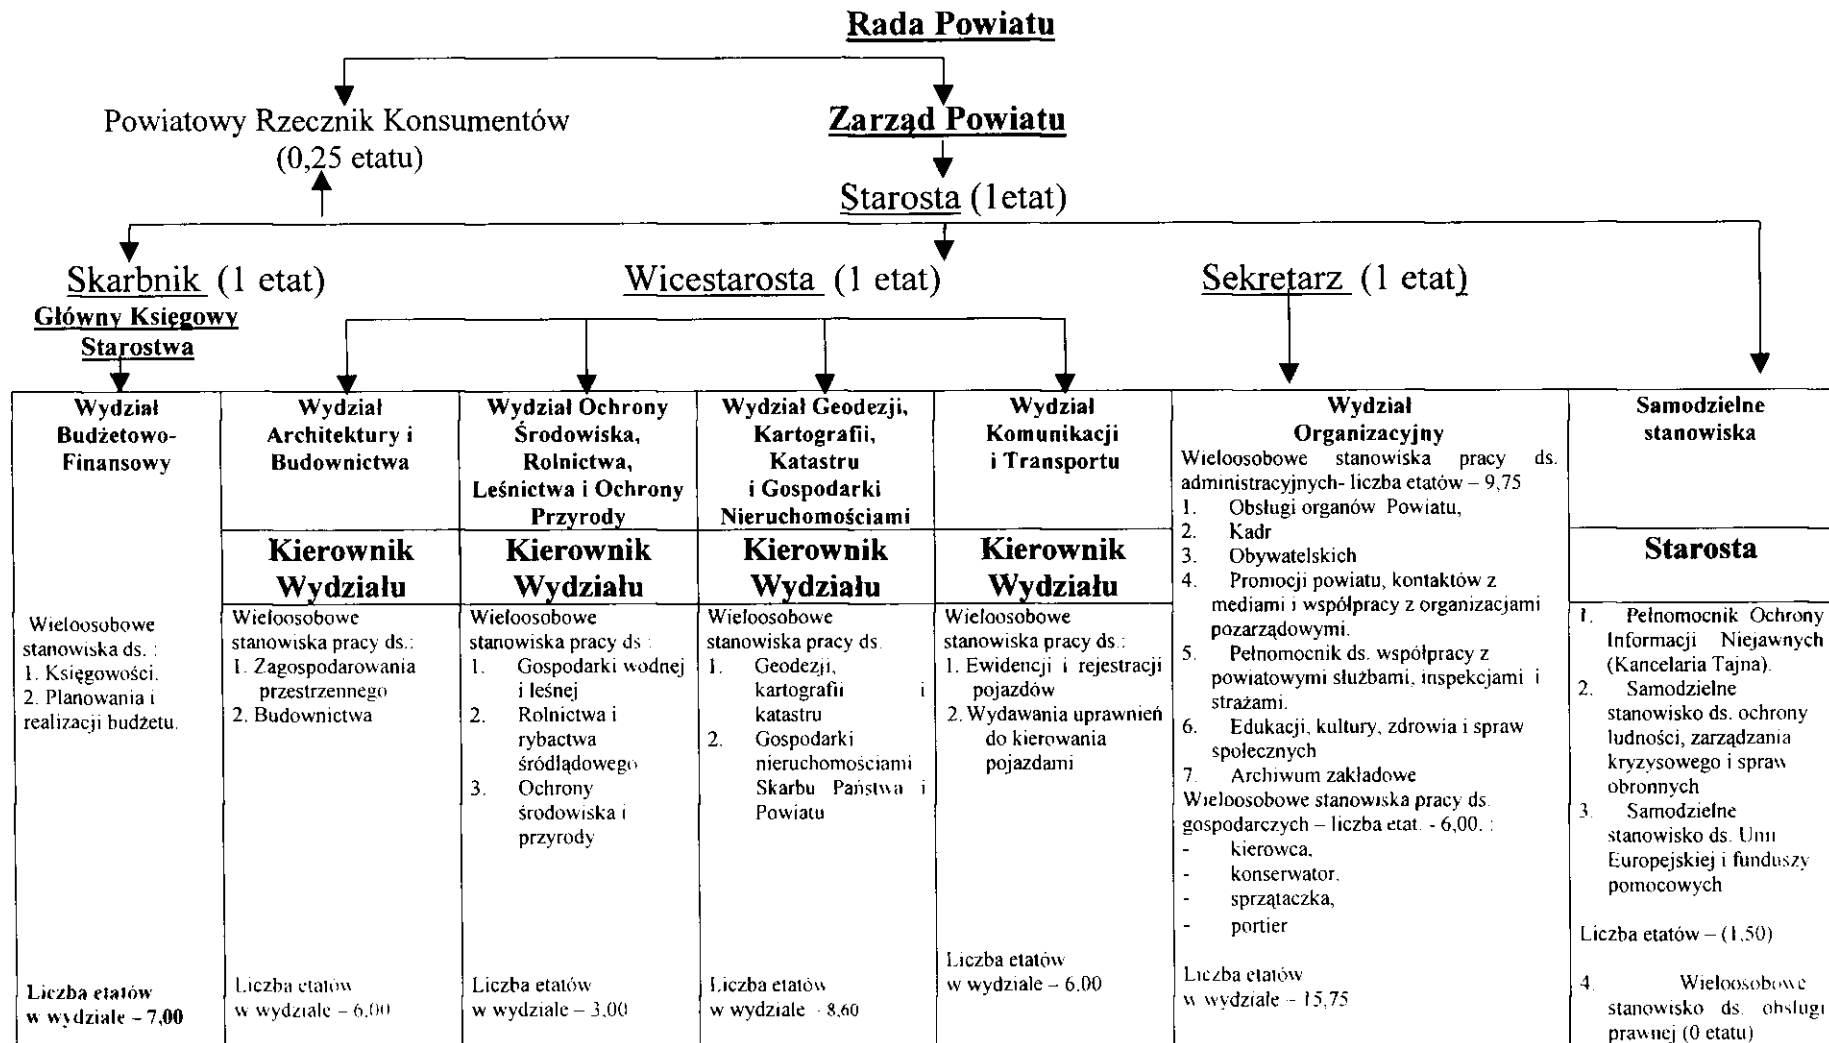 Rada Powiatu
Powiatowy Rzecznik Konsumentów
(0,25 etatu)
Zarząd Powiatu
Starosta (1etat)
Skarbnik (1 etat)
Główny Księgowy
Starostwa
Wicestarosta (1 etat)
Sekretarz (1 etat)
Wydział
Budżetowo-
Finansowy
Wieloosobowe
stanowiska ds. :
1. Księgowości.
2. Planowania i
realizacji budżetu.
Liczba etatów
w wydziale – 7,00
Wydział
Architektury i
Budownictwa
Kierownik
Wydziału
Wieloosobowe
stanowiska pracy ds.:
1. Zagospodarowania
przestrzennego
2. Budownictwa
Liczba etatów
w wydziale – 6,00
Wydział Ochrony
Środowiska,
Rolnictwa,
Leśnictwa i Ochrony
Przyrody
Kierownik
Wydziału
Wieloosobowe
stanowiska pracy ds :
1. Gospodarki wodnej
i leśnej
2. Rolnictwa i
rybactwa
śródlądowego
3. Ochrony
środowiska i
przyrody
Liczba etatów
w wydziale – 3,00
Wydział Geodezji,
Kartografii,
Katastru
i Gospodarki
Nieruchomościami
Kierownik
Wydziału
Wieloosobowe
stanowiska pracy ds.
1. Geodezji,
kartografii i
katastru
2. Gospodarki
nieruchomościami
Skarbu Państwa i
Powiatu
Liczba etatów
w wydziale - 8,60
Wydział
Komunikacji
i Transportu
Kierownik
Wydziału
Wieloosobowe
stanowiska pracy ds.:
1. Ewidencji i rejestracji
pojazdów
2. Wydawania uprawnień
do kierowania
pojazdami
Liczba etatów
w wydziale – 6.00
Wydział
Organizacyjny
Wieloosobowe stanowiska pracy ds.
administracyjnych- liczba etatów – 9,75
1. Obsługi organów Powiatu,
2. Kadr
3. Obywatelskich
4. Promocji powiatu, kontaktów z
mediami i współpracy z organizacjami
pozarządowymi.
5. Pełnomocnik ds. współpracy z
powiatowymi służbami, inspekcjami i
strażami.
6. Edukacji, kultury, zdrowia i spraw
społecznych
7. Archiwum zakładowe
Wieloosobowe stanowiska pracy ds.
gospodarczych – liczba etat. - 6,00. :
- kierowca,
- konserwator.
- sprzątaczka,
- portier
Liczba etatów
w wydziale – 15,75
Samodzielne
stanowiska
Starosta
1. Pełnomocnik Ochrony
Informacji Niejawnych
(Kancelaria Tajna).
2. Samodzielne
stanowisko ds. ochrony
ludności, zarządzania
kryzysowego i spraw
obronnych
3. Samodzielne
stanowisko ds. Unii
Europejskiej i funduszy
pomocowych
Liczba etatów – (1,50)
4. Wieloosobowe
stanowisko ds. obsługi
prawnej (0 etatu)